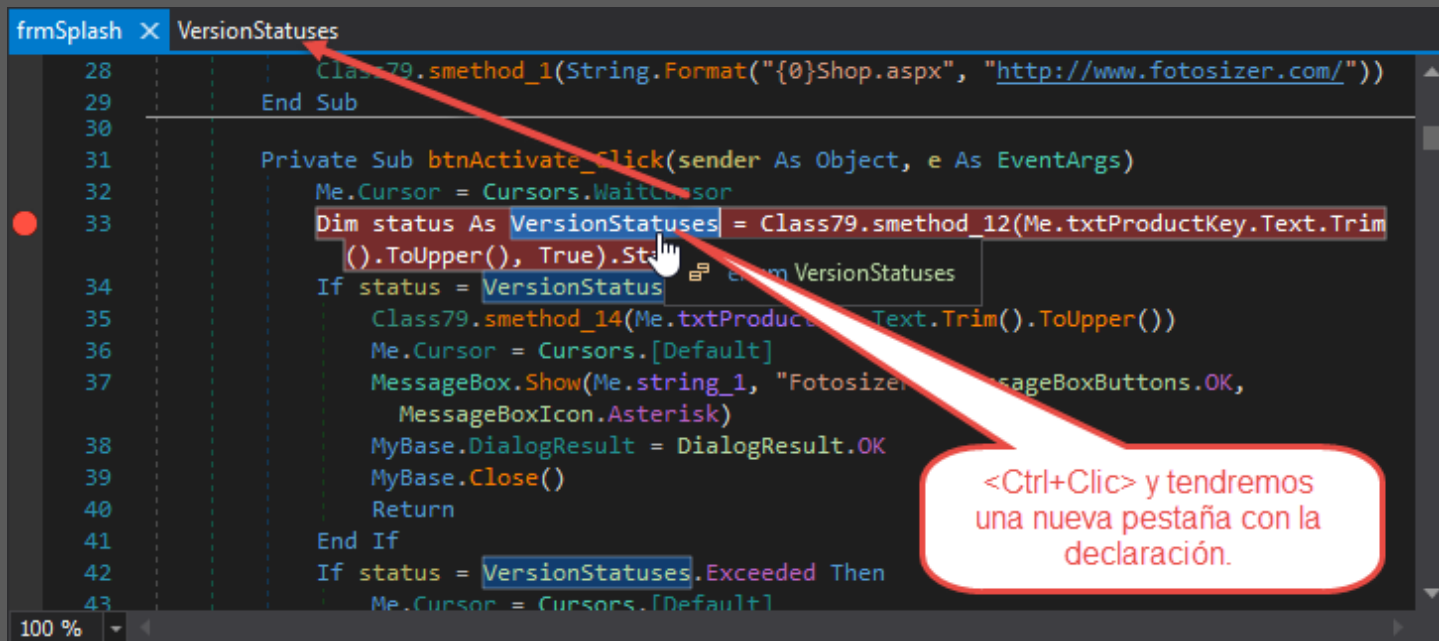 frmSplash VersionStatuses
28 Class79.smethod_1(String.Format("{0}Shop.aspx", "http://www.fotosizer.com/"))
29 End Sub
30
31 Private Sub btnActivate_Click(sender As Object, e As EventArgs)
32 Me.Cursor = Cursors.WaitCursor
33 Dim status As VersionStatuses = Class79.smethod_12(Me.txtProductKey.Text.Trim
().ToUpper(), True).Sta
enum VersionStatuses
34 If status = VersionStatus
35 Class79.smethod_14(Me.txtProduct .Text.Trim().ToUpper())
36 Me.Cursor = Cursors.[Default]
37 MessageBox.Show(Me.string_1, "Fotosizer sageBoxButtons.OK,
MessageBoxIcon.Asterisk)
38 MyBase.DialogResult = DialogResult.OK
39 MyBase.Close()
40 Return
41 End If
42 If status = VersionStatuses.Exceeded Then
43 Me.Cursor = Cursors.[Default]
<Ctrl+Clic> y tendremos
una nueva pestaña con la
declaración.
100 %